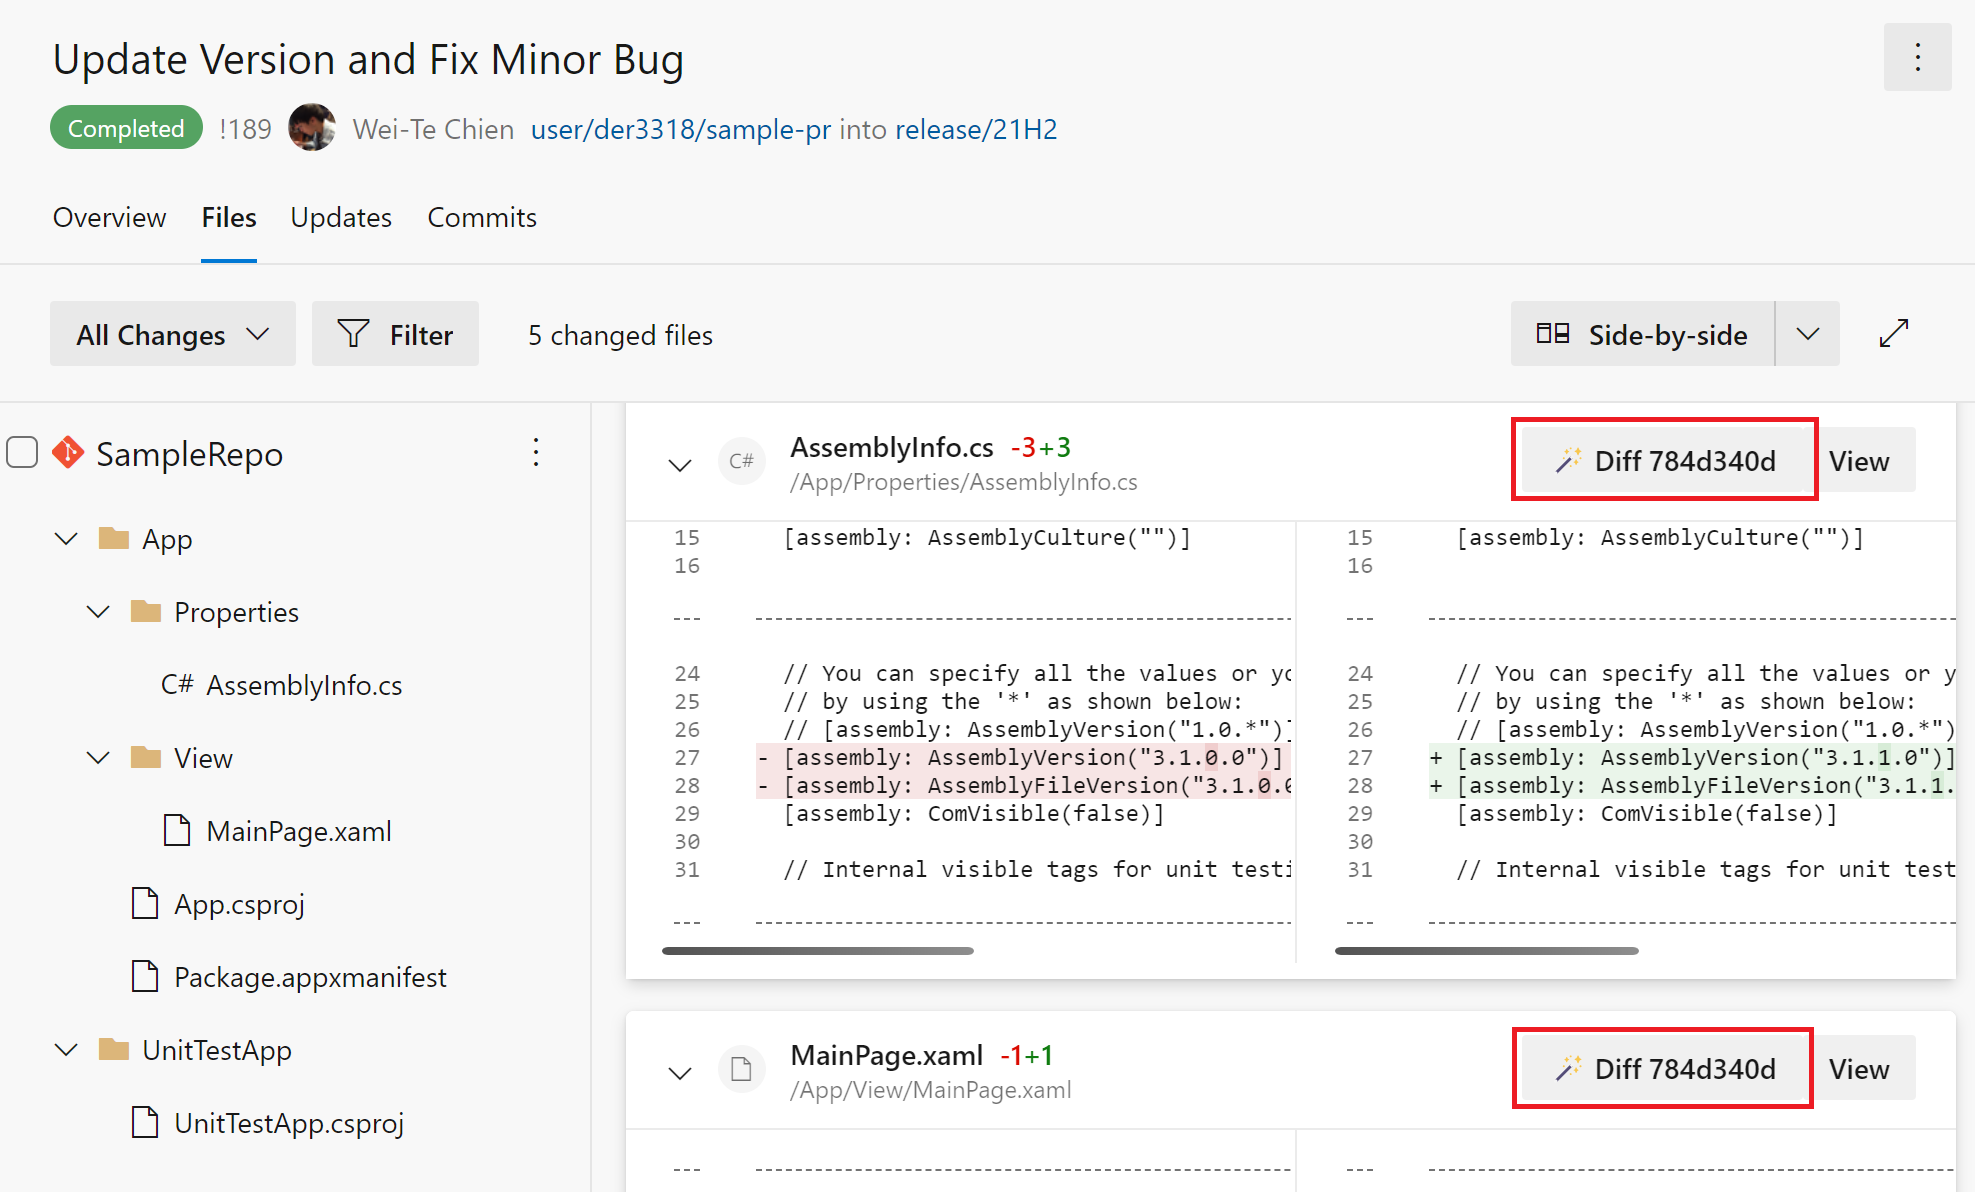 Update Version and Fix Minor Bug
Completed !189 Wei-Te Chien user/der3318/sample-pr into release/21H2
Overview Files Updates Commits
All Changes Filter 5 changed files Side-by-side
SampleRepo
App
Properties
C# AssemblyInfo.cs
View
MainPage.xaml
App.csproj
Package.appxmanifest
UnitTestApp
UnitTestApp.csproj
C# AssemblyInfo.cs -3+3 Diff 784d340d View
/App/Properties/AssemblyInfo.cs
15 [assembly: AssemblyCulture("")]
16
---
24 // You can specify all the values or yo
25 // by using the '*' as shown below:
26 // [assembly: AssemblyVersion("1.0.*")]
27 - [assembly: AssemblyVersion("3.1.0.0")]
28 - [assembly: AssemblyFileVersion("3.1.0.0
29 [assembly: ComVisible(false)]
30
31 // Internal visible tags for unit testi
---
15 [assembly: AssemblyCulture("")]
16
---
24 // You can specify all the values or y
25 // by using the '*' as shown below:
26 // [assembly: AssemblyVersion("1.0.*")
27 + [assembly: AssemblyVersion("3.1.1.0")]
28 + [assembly: AssemblyFileVersion("3.1.1.
29 [assembly: ComVisible(false)]
30
31 // Internal visible tags for unit test
---
MainPage.xaml -1+1 Diff 784d340d View
/App/View/MainPage.xaml
---
---